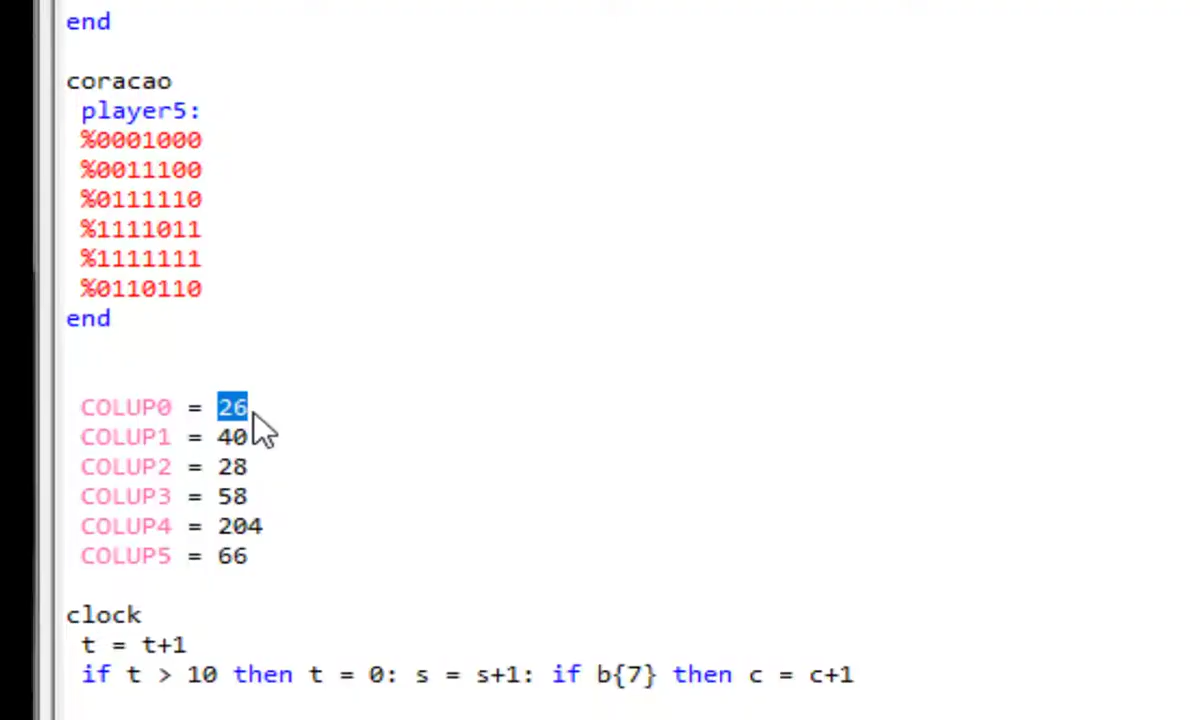 end
coracao
player5:
%0001000
%0011100
%0111110
%1111011
%1111111
%0110110
end
COLUP0 = 26
COLUP1 = 40
COLUP2 = 28
COLUP3 = 58
COLUP4 = 204
COLUP5 = 66
clock
t = t+1
if t > 10 then t = 0: s = s+1: if b{7} then c = c+1